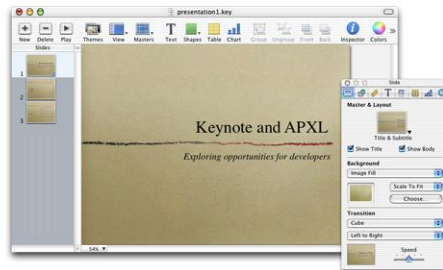 presentation1.key
New Delete Play Themes View Masters Text Shapes Table Chart Group Ungroup Front Back Inspector Colors
Slides
1
2
3
Keynote and APXL
Exploring opportunities for developers
54%
Slide
Master & Layout
Title & Subtitle
Show Title Show Body
Background
Image Fill
Scale To Fit
Choose...
Transition
Cube
Left to Right
Speed